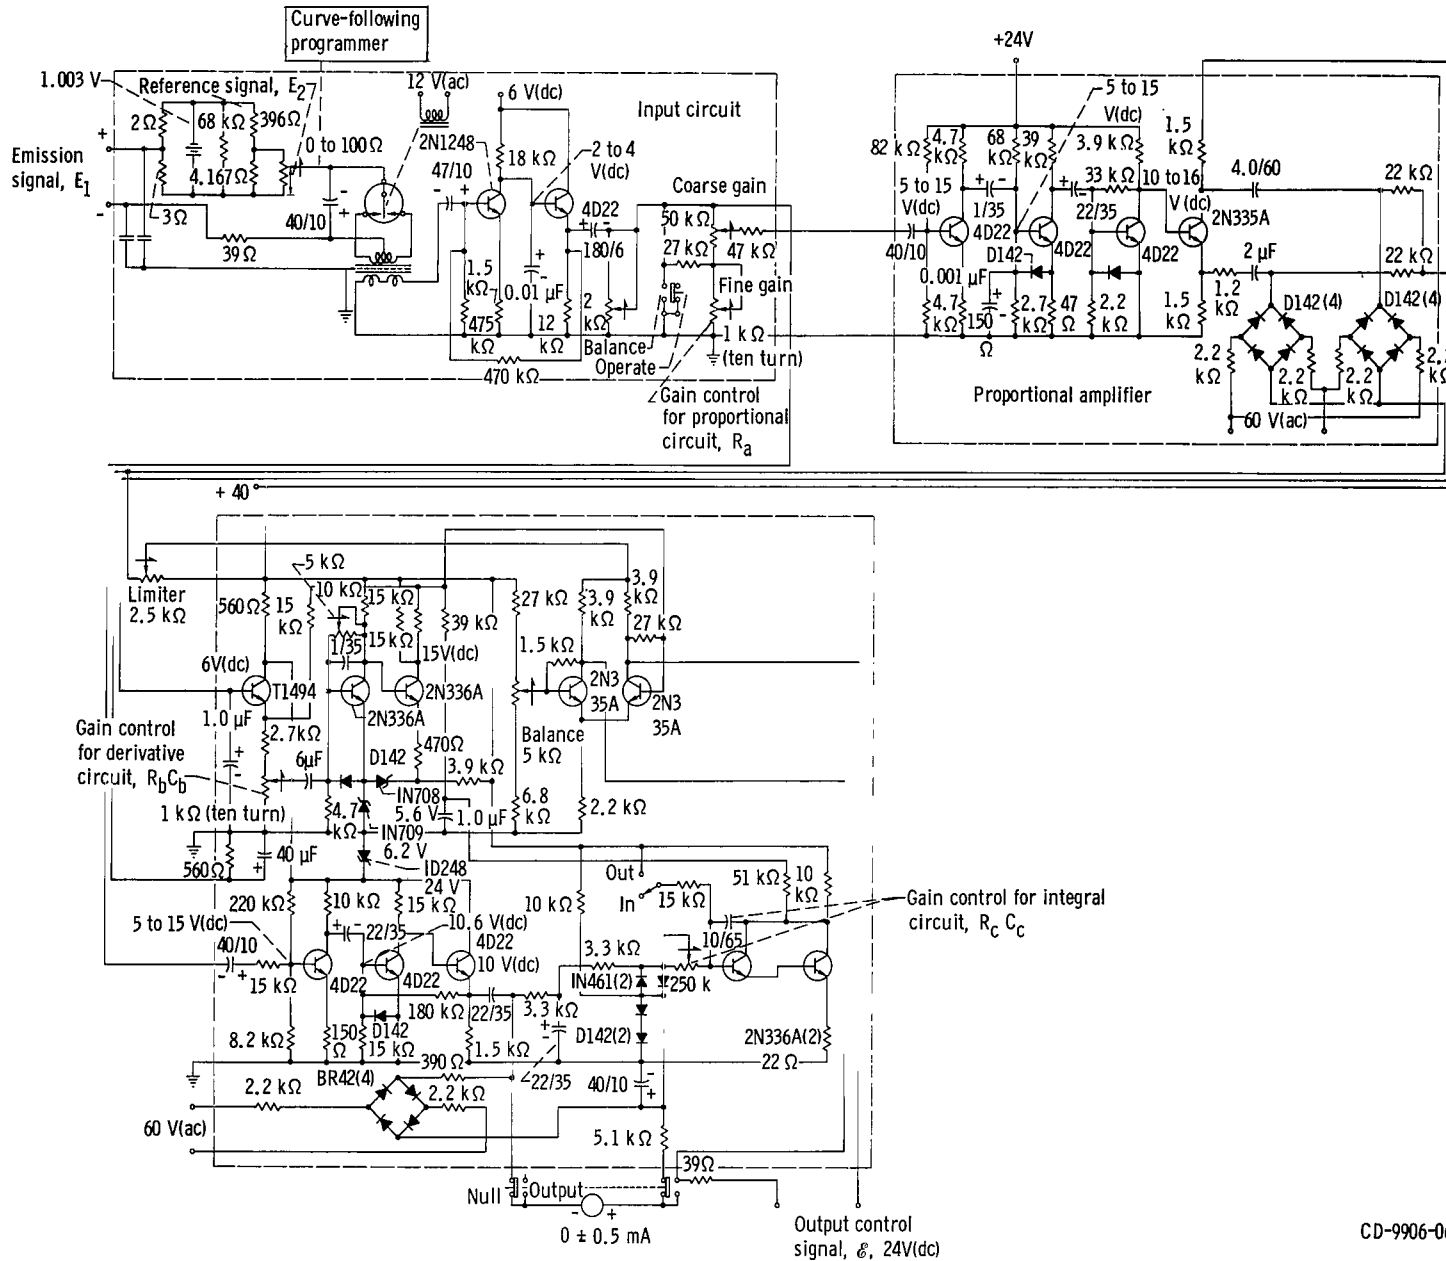 Curve-following
programmer
1.003 V
Reference signal, E2
12 V(ac)
6 V(dc)
Input circuit
2Ω
68 kΩ
396Ω
0 to 100Ω
2N1248
18 kΩ
2 to 4
V(dc)
Emission
signal, E1
+
-
4.167Ω
3Ω
40/10
39Ω
47/10
4D22
180/6
Coarse gain
50 kΩ
27 kΩ
47 kΩ
Fine gain
1.5
kΩ
0.01 μF
475
kΩ
12
kΩ
2
kΩ
470 kΩ
Balance
Operate
1 kΩ
(ten turn)
Gain control
for proportional
circuit, Ra
+24V
5 to 15
V(dc)
82 kΩ
4.7
kΩ
68
kΩ
39
kΩ
3.9 kΩ
1.5
kΩ
5 to 15
V(dc)
1/35
4D22
33 kΩ
22/35
10 to 16
V (dc)
4.0/60
22 kΩ
2N335A
40/10
D142
4D22
4D22
2 μF
22 kΩ
0.001 μF
4.7
kΩ
150
Ω
2.7
kΩ
47
Ω
2.2
kΩ
1.5
kΩ
1.2
kΩ
D142(4)
D142(4)
2.2
kΩ
2.2
kΩ
2.2
kΩ
2.
k
60 V(ac)
Proportional amplifier
+ 40
Limiter
2.5 kΩ
560Ω
15
kΩ
5 kΩ
10 kΩ
15 kΩ
15 kΩ
1/35
39 kΩ
27 kΩ
3.9
kΩ
3.9
kΩ
27 kΩ
1.5 kΩ
6V(dc)
T1494
15V(dc)
2N336A
2N336A
2N3
35A
2N3
35A
1.0 μF
Gain control
for derivative
circuit, RbCb
2.7kΩ
6μF
D142
470Ω
3.9 kΩ
Balance
5 kΩ
1 kΩ (ten turn)
4.7
kΩ
IN708
5.6 V
IN709
1.0 μF
6.8
kΩ
2.2 kΩ
560Ω
40 μF
6.2 V
ID248
24 V
Out
In
15 kΩ
51 kΩ
10
kΩ
220 kΩ
10 kΩ
15 kΩ
10 kΩ
Gain control for integral
circuit, Rc Cc
5 to 15 V(dc)
22/35
10.6 V(dc)
4D22
10 V(dc)
40/10
15 kΩ
4D22
4D22
3.3 kΩ
10/65
IN461(2)
250 k
180 kΩ
22/35
3.3
kΩ
8.2 kΩ
150
Ω
D142
15 kΩ
1.5 kΩ
D142(2)
2N336A(2)
22 Ω
BR42(4)
390Ω
22/35
40/10
2.2 kΩ
2.2 kΩ
60 V(ac)
5.1 kΩ
39Ω
Null
Output
- +
0 ± 0.5 mA
Output control
signal, ℰ, 24V(dc)
CD-9906-0